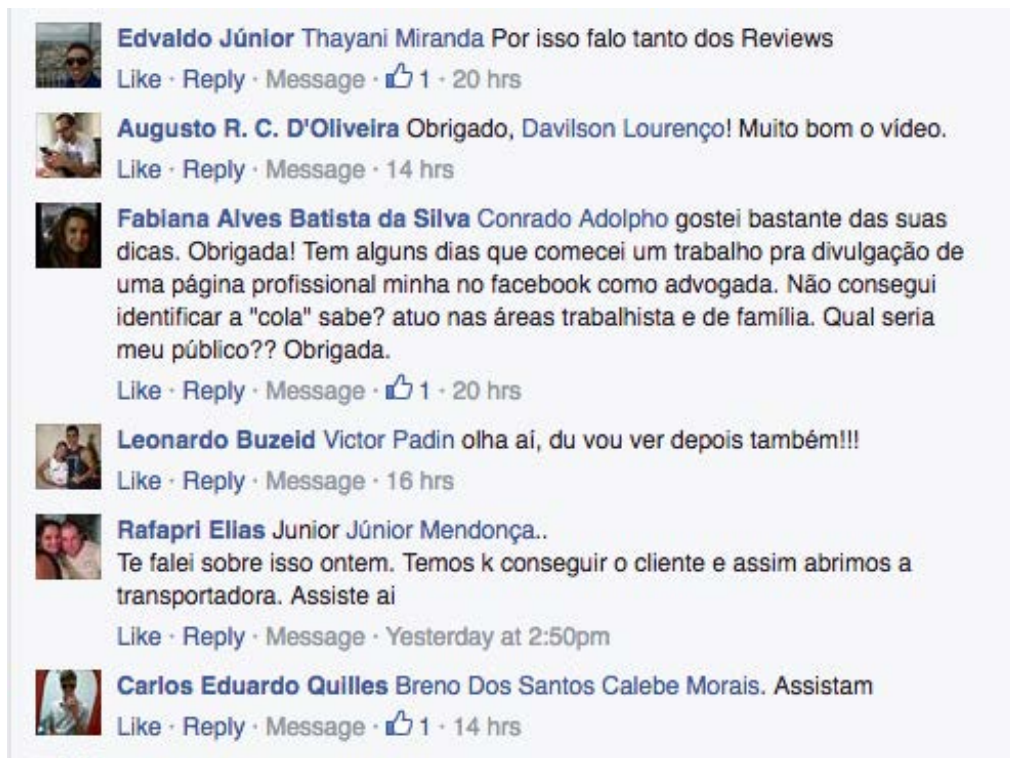 Edvaldo Júnior Thayani Miranda Por isso falo tanto dos Reviews
Like · Reply · Message · 1 · 20 hrs
Augusto R. C. D'Oliveira Obrigado, Davilson Lourenço! Muito bom o vídeo.
Like · Reply · Message · 14 hrs
Fabiana Alves Batista da Silva Conrado Adolpho gostei bastante das suas
dicas. Obrigada! Tem alguns dias que comecei um trabalho pra divulgação de
uma página profissional minha no facebook como advogada. Não consegui
identificar a "cola" sabe? atuo nas áreas trabalhista e de família. Qual seria
meu público?? Obrigada.
Like · Reply · Message · 1 · 20 hrs
Leonardo Buzeid Victor Padin olha aí, du vou ver depois também!!!
Like · Reply · Message · 16 hrs
Rafapri Elias Junior Júnior Mendonça..
Te falei sobre isso ontem. Temos k conseguir o cliente e assim abrimos a
transportadora. Assiste ai
Like · Reply · Message · Yesterday at 2:50pm
Carlos Eduardo Quilles Breno Dos Santos Calebe Morais. Assistam
Like · Reply · Message · 1 · 14 hrs